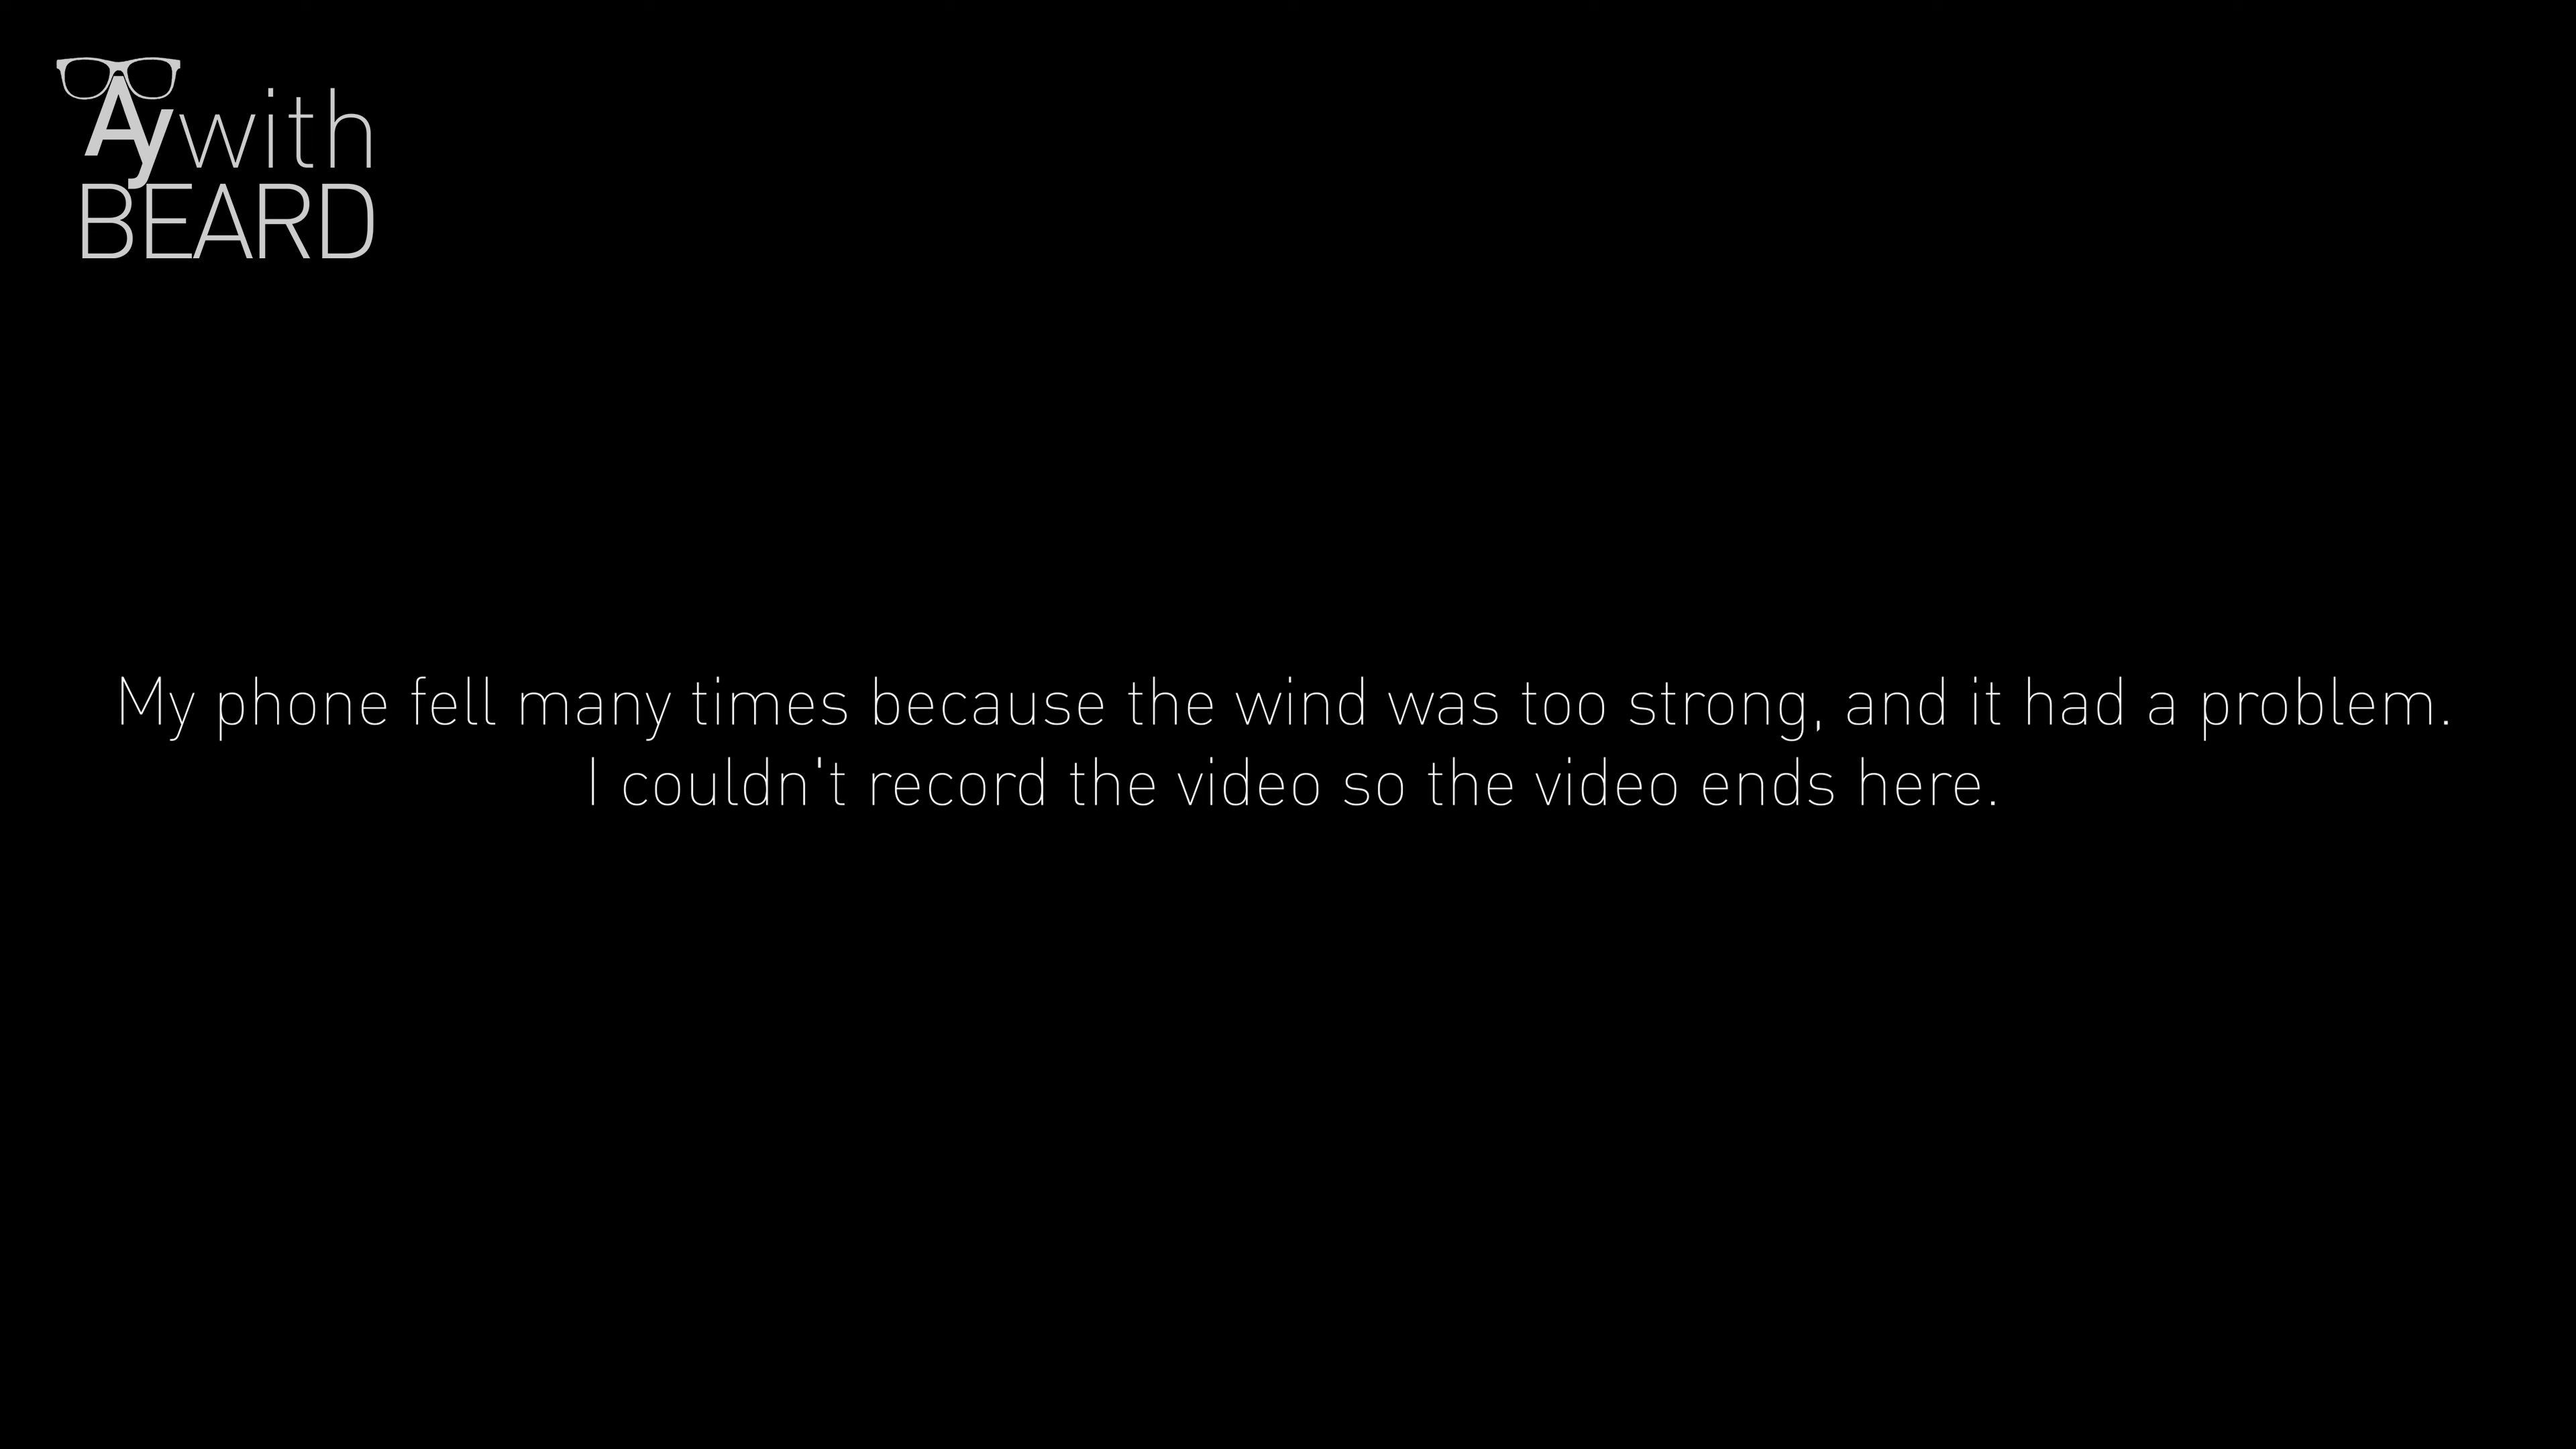 Ay with
BEARD
My phone fell many times because the wind was too strong, and it had a problem.
I couldn't record the video so the video ends here.